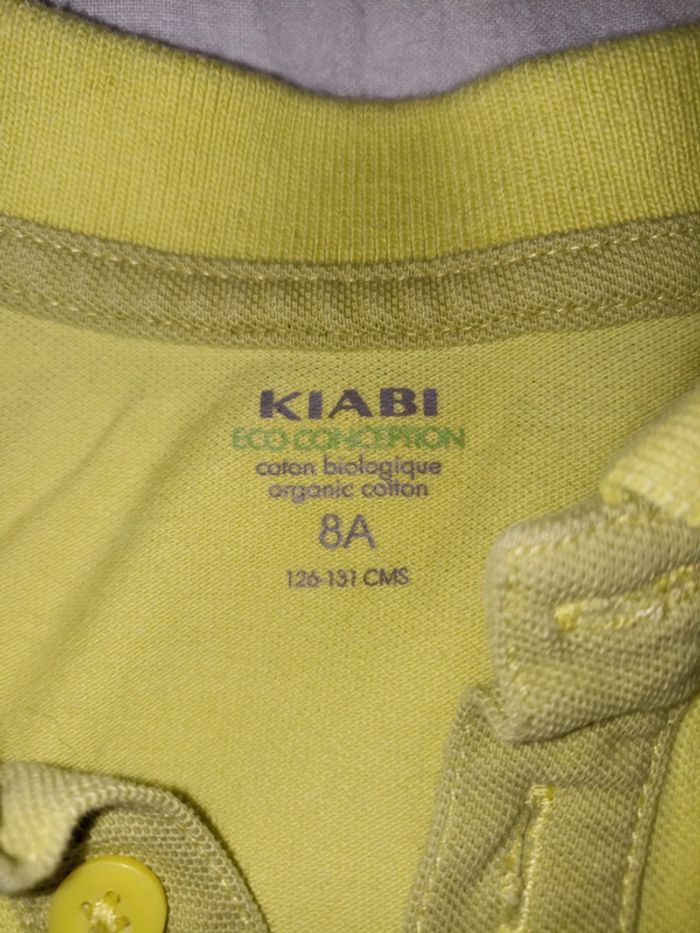 KIABI
ECO CONCEPTION
coton biologique
organic cotton
8A
126-131 CMS